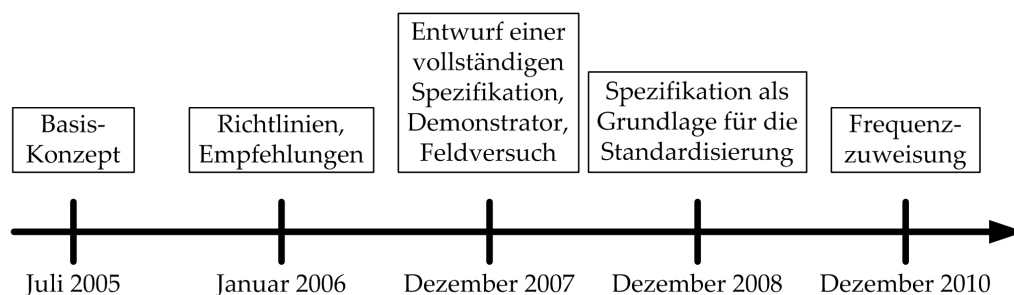 Basis-
Konzept
Richtlinien,
Empfehlungen
Entwurf einer
vollständigen
Spezifikation,
Demonstrator,
Feldversuch
Spezifikation als
Grundlage für die
Standardisierung
Frequenz-
zuweisung
Juli 2005
Januar 2006
Dezember 2007
Dezember 2008
Dezember 2010